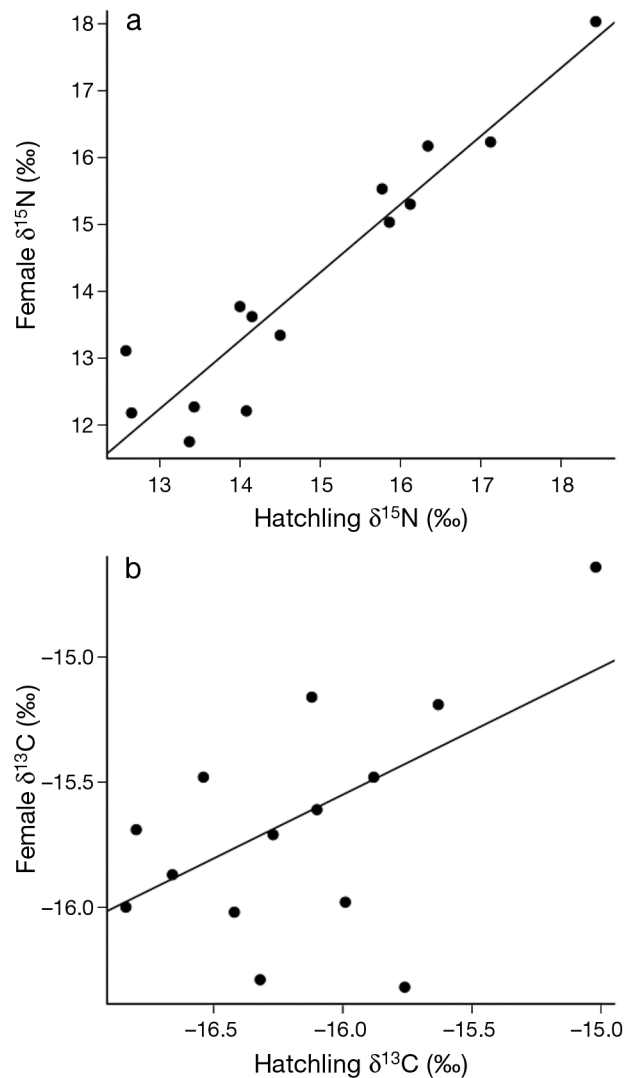 a
18
17
16
15
14
13
12
Female δ¹⁵N (‰)
13 14 15 16 17 18
Hatchling δ¹⁵N (‰)
b
−15.0
−15.5
−16.0
Female δ¹³C (‰)
−16.5 −16.0 −15.5 −15.0
Hatchling δ¹³C (‰)